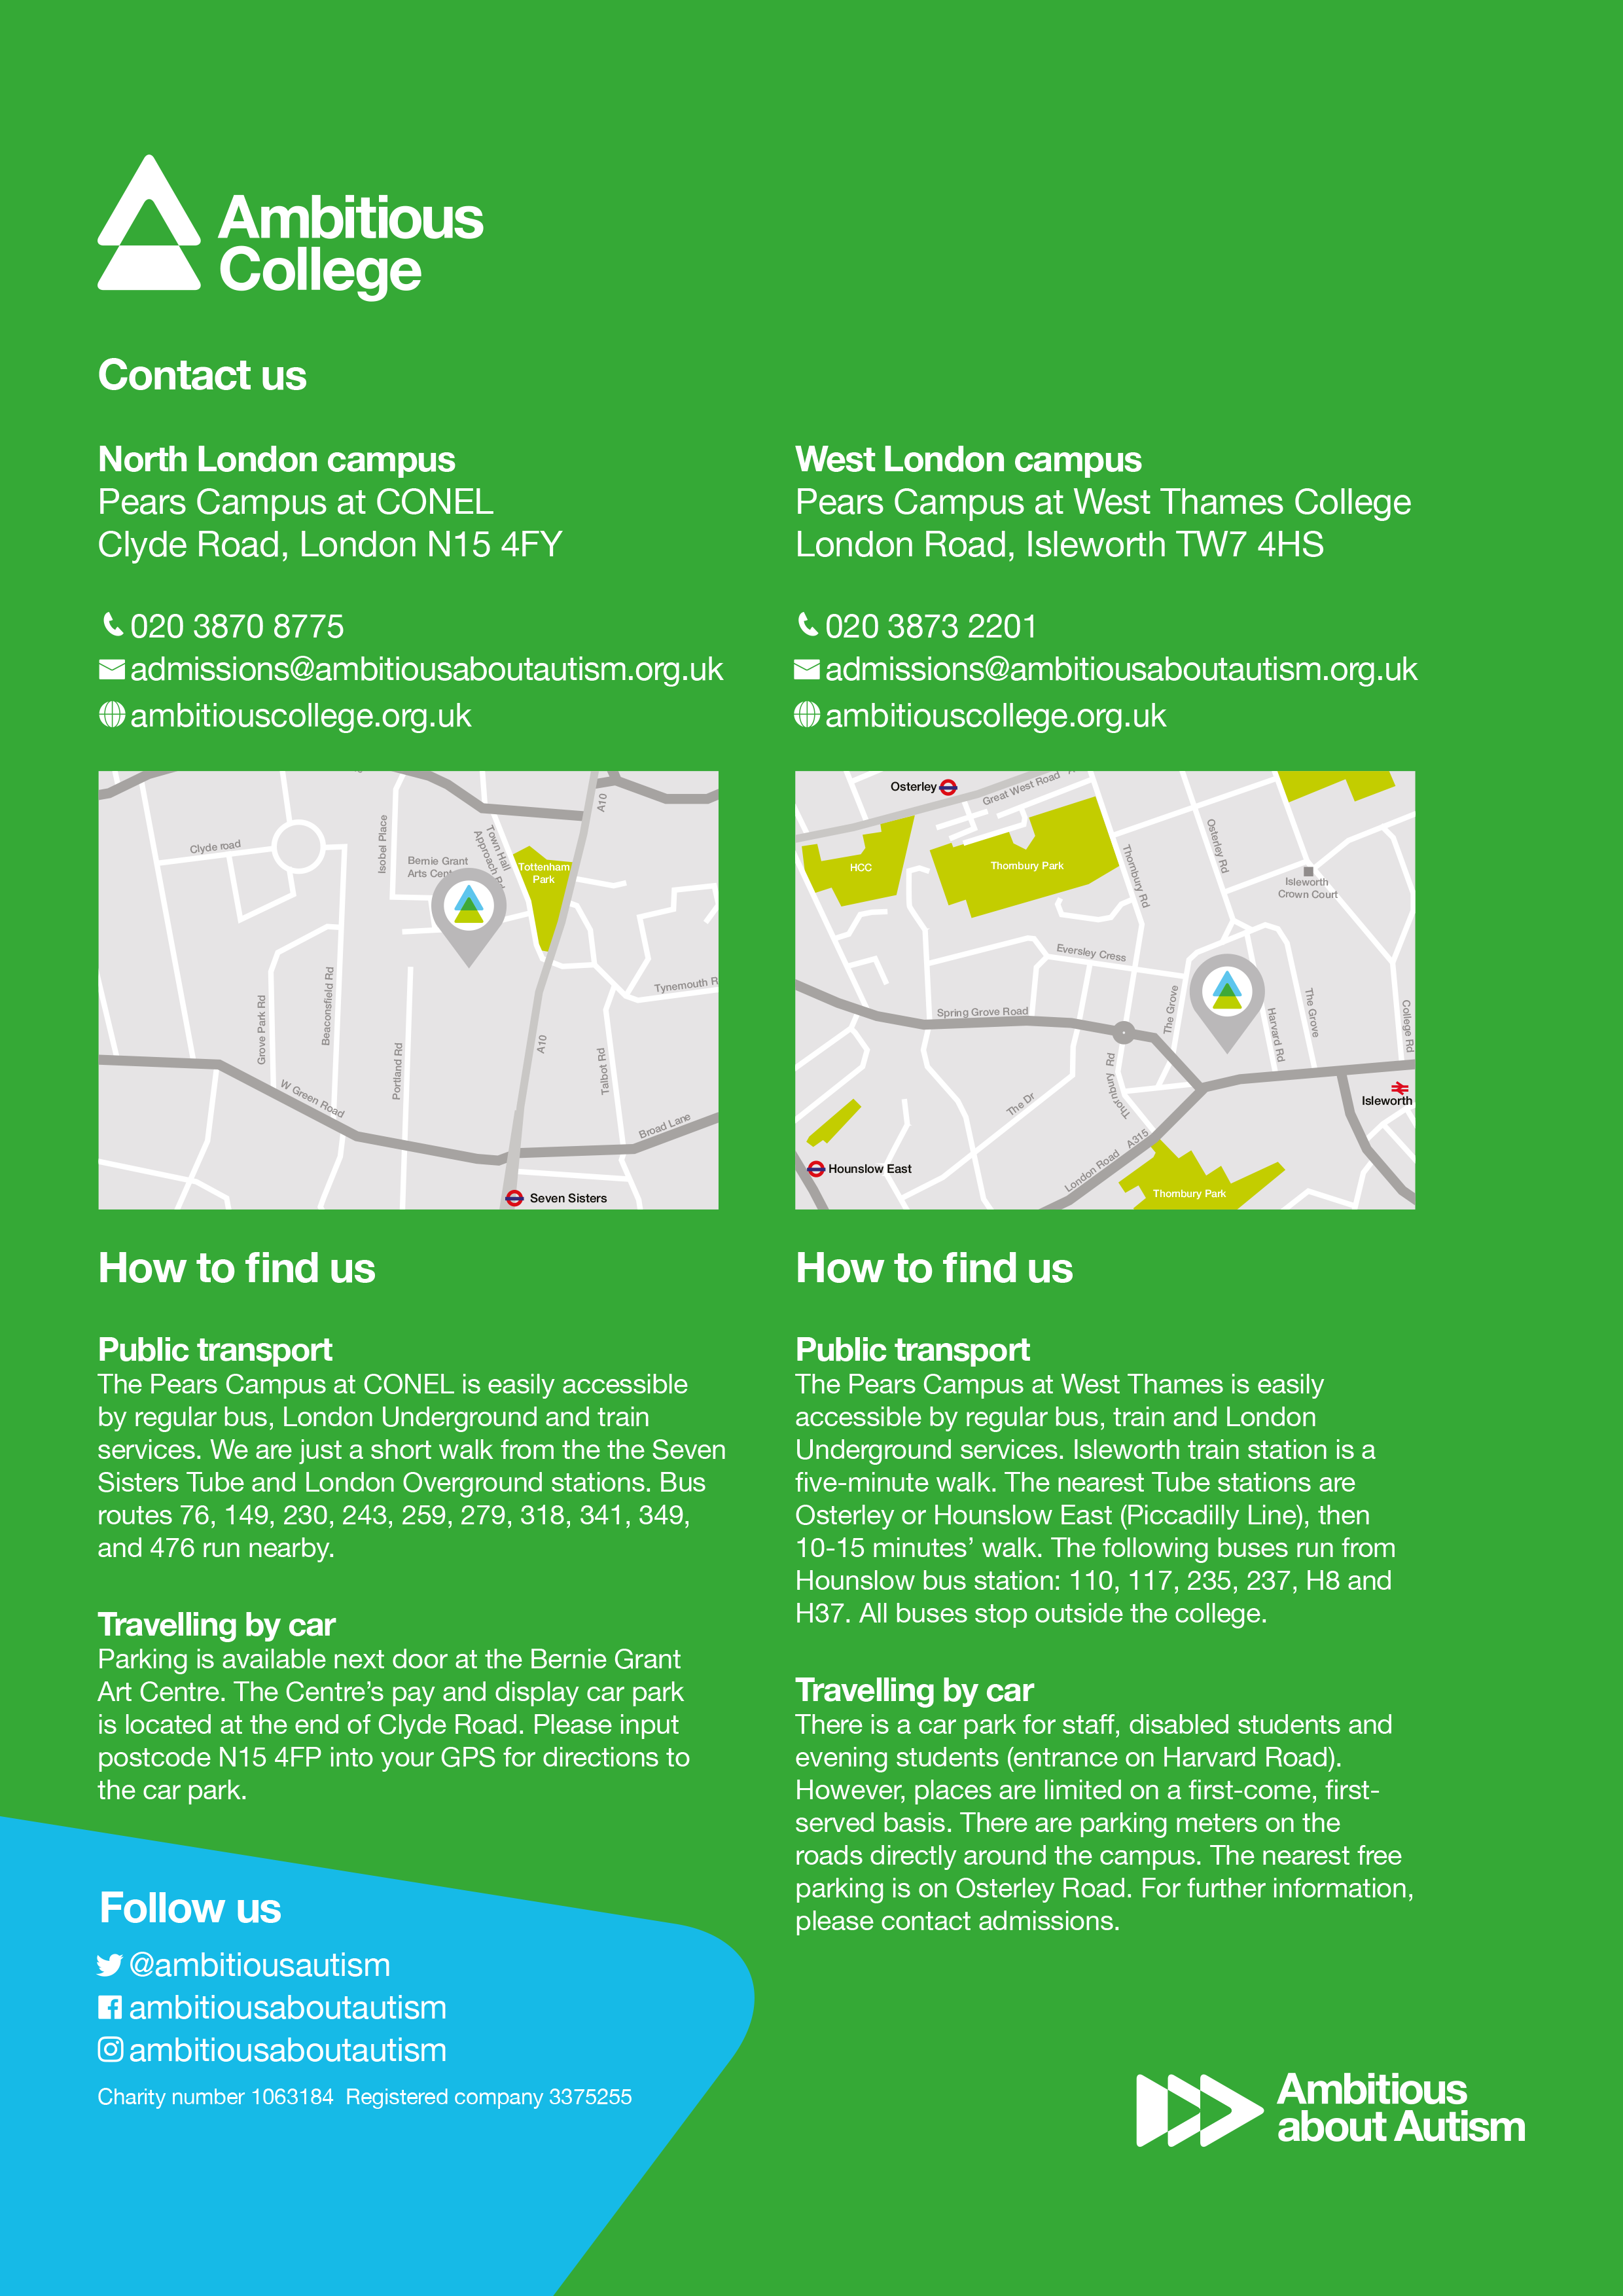 Ambitious
College
Contact us
North London campus
Pears Campus at CONEL
Clyde Road, London N15 4FY
020 3870 8775
admissions@ambitiousaboutautism.org.uk
ambitiouscollege.org.uk
West London campus
Pears Campus at West Thames College
London Road, Isleworth TW7 4HS
020 3873 2201
admissions@ambitiousaboutautism.org.uk
ambitiouscollege.org.uk
A10
Clyde road
Isobel Place
Town Hall
Approach Rd
Bernie Grant
Arts
Tottenham
Park
Tynemouth R
Grove Park Rd
Beaconsfield Rd
Portland Rd
A10
Talbot Rd
W Green Road
Broad Lane
Seven Sisters
Osterley
Great West Road
HCC
Thornbury Park
Thornbury Rd
Osterley Rd
Isleworth
Crown Court
Eversley Cress
Spring Grove Road
The Grove
Harvard Rd
The Grove
College Rd
Thornbury Rd
The Dr
Isleworth
London Road
A315
Hounslow East
Thornbury Park
How to find us
Public transport
The Pears Campus at CONEL is easily accessible
by regular bus, London Underground and train
services. We are just a short walk from the the Seven
Sisters Tube and London Overground stations. Bus
routes 76, 149, 230, 243, 259, 279, 318, 341, 349,
and 476 run nearby.
Travelling by car
Parking is available next door at the Bernie Grant
Art Centre. The Centre’s pay and display car park
is located at the end of Clyde Road. Please input
postcode N15 4FP into your GPS for directions to
the car park.
How to find us
Public transport
The Pears Campus at West Thames is easily
accessible by regular bus, train and London
Underground services. Isleworth train station is a
five-minute walk. The nearest Tube stations are
Osterley or Hounslow East (Piccadilly Line), then
10-15 minutes’ walk. The following buses run from
Hounslow bus station: 110, 117, 235, 237, H8 and
H37. All buses stop outside the college.
Travelling by car
There is a car park for staff, disabled students and
evening students (entrance on Harvard Road).
However, places are limited on a first-come, first-
served basis. There are parking meters on the
roads directly around the campus. The nearest free
parking is on Osterley Road. For further information,
please contact admissions.
Follow us
@ambitiousautism
ambitiousaboutautism
ambitiousaboutautism
Charity number 1063184 Registered company 3375255
Ambitious
about Autism